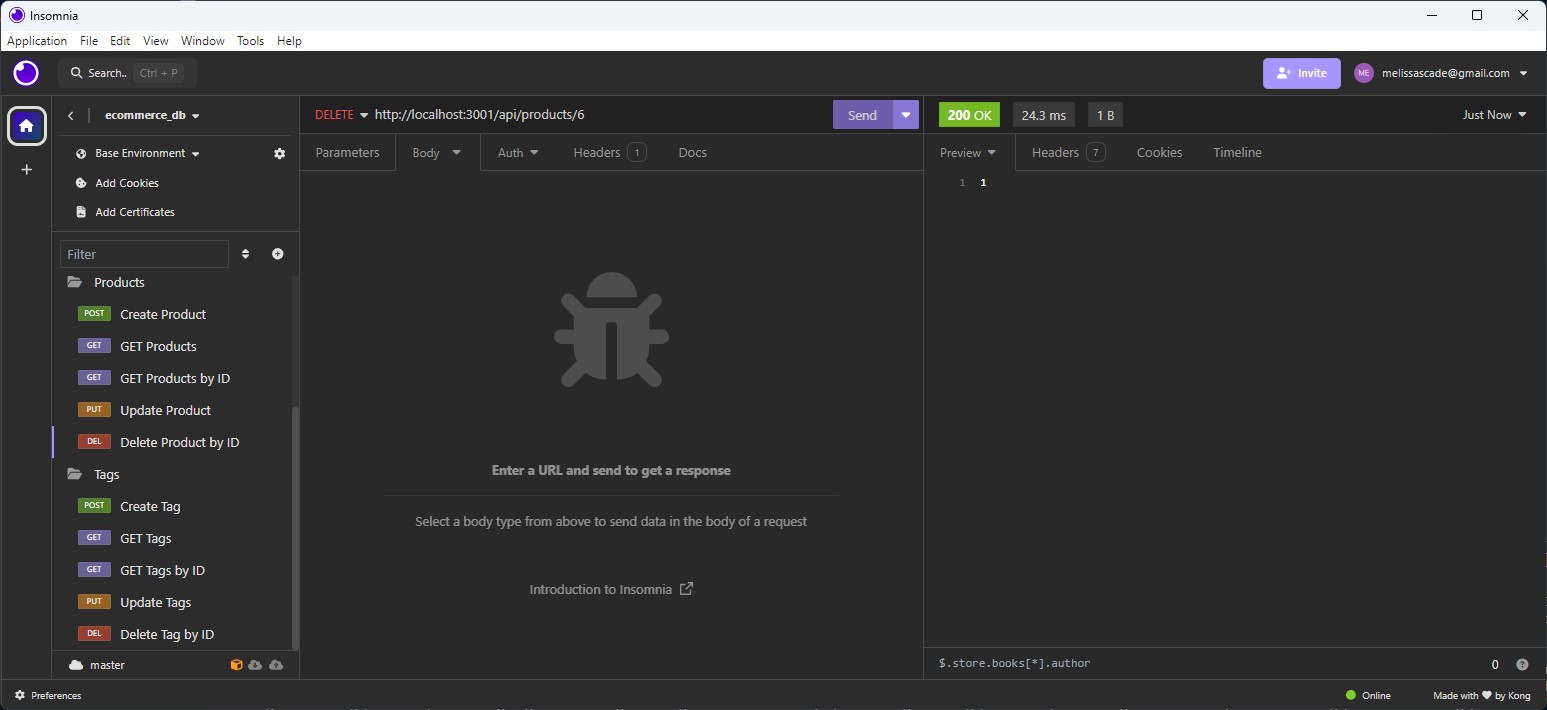 Insomnia
Application File Edit View Window Tools Help
Search.. Ctrl + P Invite ME melissascade@gmail.com
ecommerce_db
Base Environment
Add Cookies
Add Certificates
Filter
Products
POST Create Product
GET GET Products
GET GET Products by ID
PUT Update Product
DEL Delete Product by ID
Tags
POST Create Tag
GET GET Tags
GET GET Tags by ID
PUT Update Tags
DEL Delete Tag by ID
master
DELETE http://localhost:3001/api/products/6 Send
Parameters Body Auth Headers 1 Docs
Enter a URL and send to get a response
Select a body type from above to send data in the body of a request
Introduction to Insomnia
200 OK 24.3 ms 1 B Just Now
Preview Headers 7 Cookies Timeline
1 1
$.store.books[*].author 0 ?
Preferences Online Made with ♥ by Kong